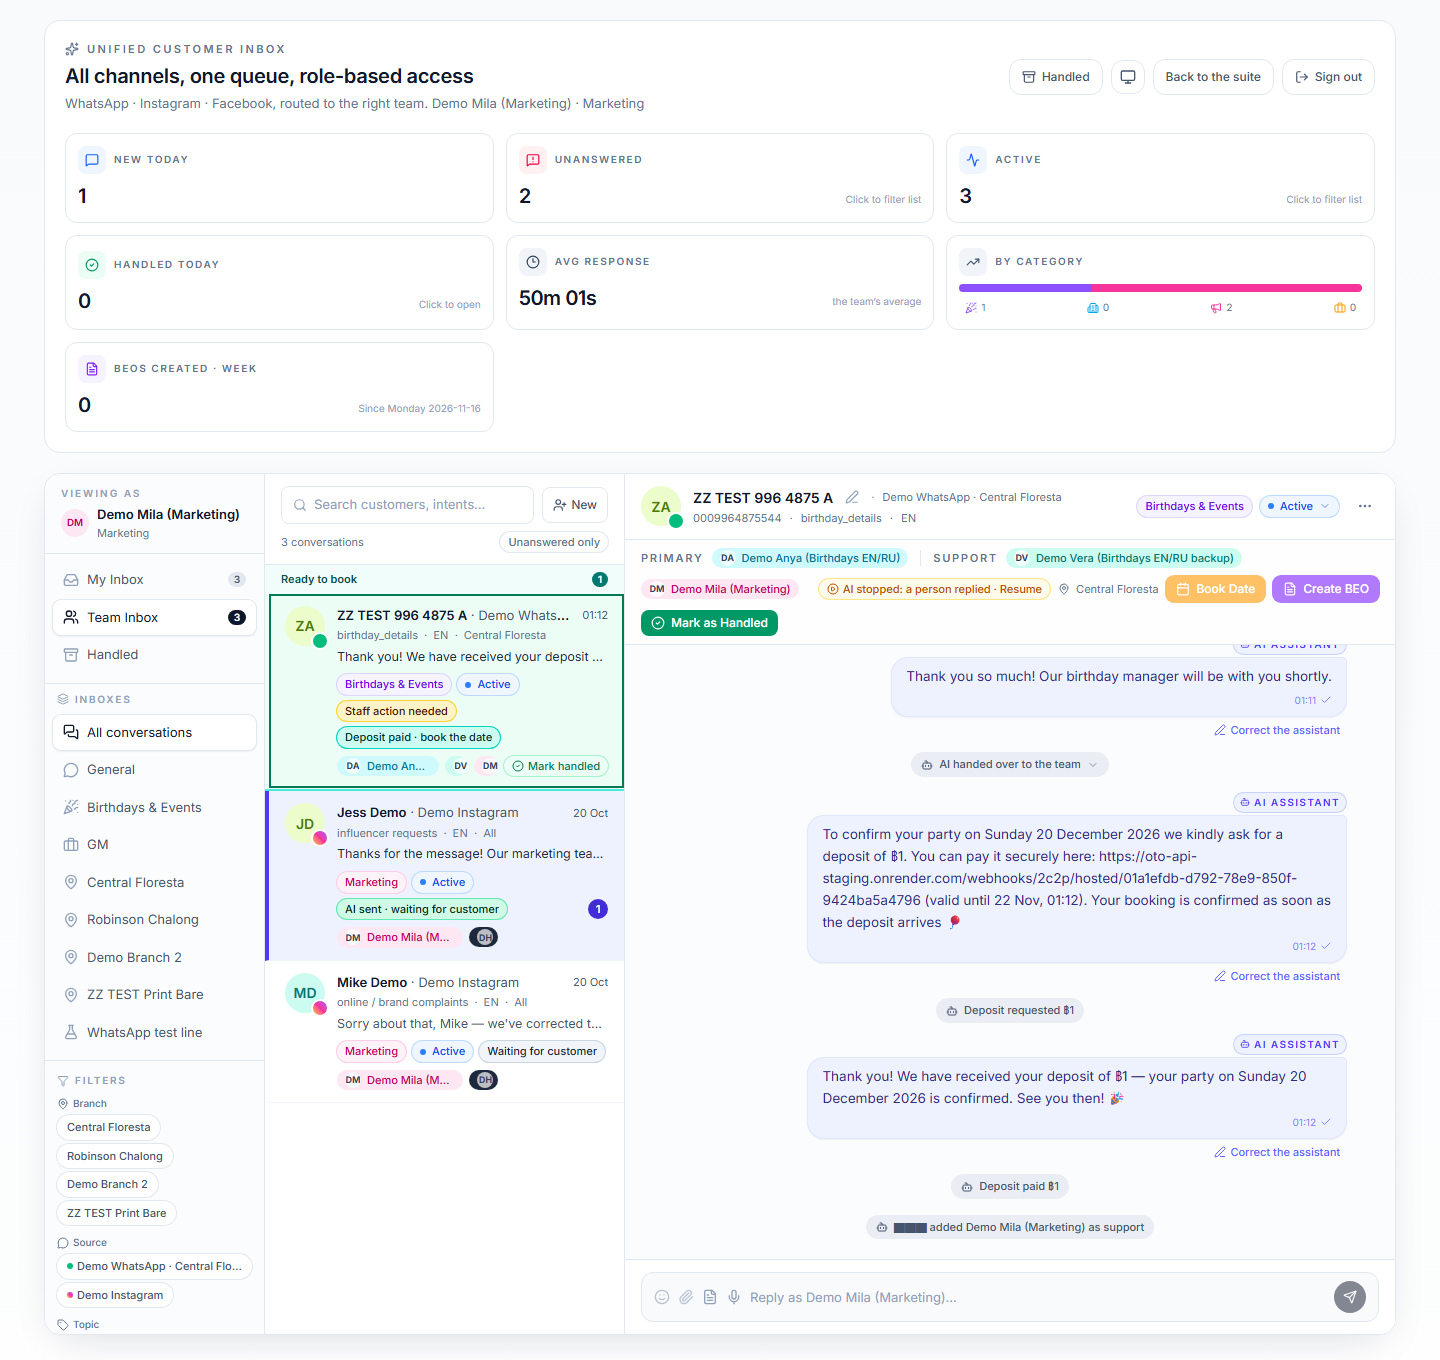 UNIFIED CUSTOMER INBOX
All channels, one queue, role-based access
WhatsApp · Instagram · Facebook, routed to the right team. Demo Mila (Marketing) · Marketing
Handled
Back to the suite
Sign out
NEW TODAY
1
UNANSWERED
2
Click to filter list
ACTIVE
3
Click to filter list
HANDLED TODAY
0
Click to open
AVG RESPONSE
50m 01s
the team's average
BY CATEGORY
1
0
2
0
BEOS CREATED · WEEK
0
Since Monday 2026-11-16
VIEWING AS
DM
Demo Mila (Marketing)
Marketing
My Inbox 3
Team Inbox 3
Handled
INBOXES
All conversations
General
Birthdays & Events
GM
Central Floresta
Robinson Chalong
Demo Branch 2
ZZ TEST Print Bare
WhatsApp test line
FILTERS
Branch
Central Floresta
Robinson Chalong
Demo Branch 2
ZZ TEST Print Bare
Source
Demo WhatsApp · Central Flo...
Demo Instagram
Topic
Search customers, intents...
New
3 conversations
Unanswered only
Ready to book 1
ZA
ZZ TEST 996 4875 A · Demo Whats... 01:12
birthday_details · EN · Central Floresta
Thank you! We have received your deposit ...
Birthdays & Events Active
Staff action needed
Deposit paid · book the date
DA Demo An... DV DM Mark handled
JD
Jess Demo · Demo Instagram 20 Oct
influencer requests · EN · All
Thanks for the message! Our marketing tea...
Marketing Active
AI sent · waiting for customer 1
DM Demo Mila (M... DH
MD
Mike Demo · Demo Instagram 20 Oct
online / brand complaints · EN · All
Sorry about that, Mike — we've corrected t...
Marketing Active Waiting for customer
DM Demo Mila (M... DH
ZA
ZZ TEST 996 4875 A · Demo WhatsApp · Central Floresta
0009964875544 · birthday_details · EN
Birthdays & Events
Active
PRIMARY DA Demo Anya (Birthdays EN/RU) SUPPORT DV Demo Vera (Birthdays EN/RU backup)
DM Demo Mila (Marketing) AI stopped: a person replied · Resume Central Floresta Book Date Create BEO
Mark as Handled
AI ASSISTANT
Thank you so much! Our birthday manager will be with you shortly.
01:11
Correct the assistant
AI handed over to the team
AI ASSISTANT
To confirm your party on Sunday 20 December 2026 we kindly ask for a
deposit of ฿1. You can pay it securely here: https://oto-api-
staging.onrender.com/webhooks/2c2p/hosted/01a1efdb-d792-78e9-850f-
9424ba5a4796 (valid until 22 Nov, 01:12). Your booking is confirmed as soon as
the deposit arrives 🎈
01:12
Correct the assistant
Deposit requested ฿1
AI ASSISTANT
Thank you! We have received your deposit of ฿1 — your party on Sunday 20
December 2026 is confirmed. See you then! 🎉
01:12
Correct the assistant
Deposit paid ฿1
added Demo Mila (Marketing) as support
Reply as Demo Mila (Marketing)...